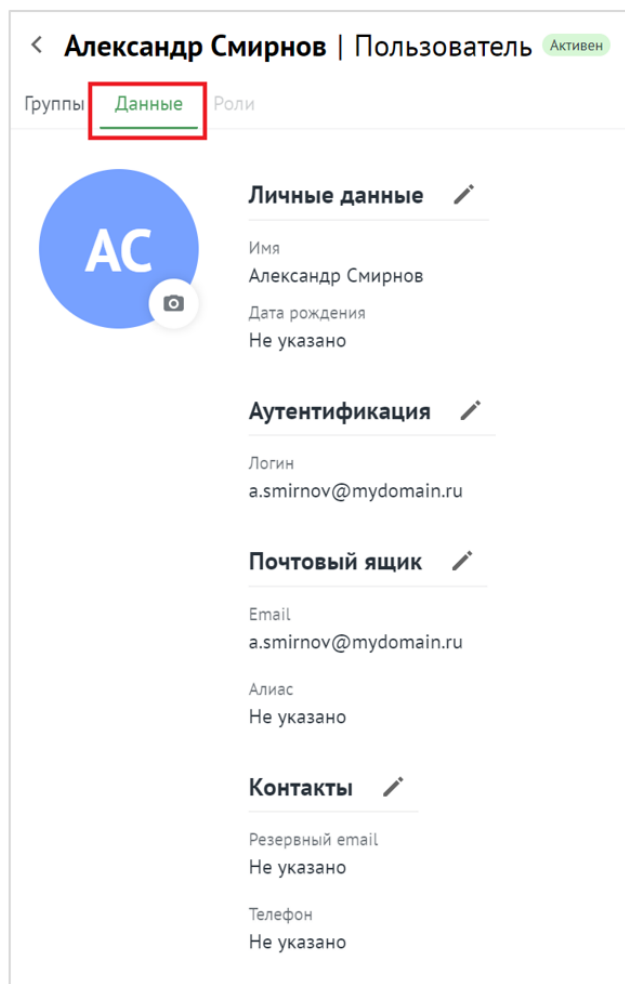 Александр Смирнов | Пользователь Активен
Группы Данные Роли
АС
Личные данные
Имя
Александр Смирнов
Дата рождения
Не указано
Аутентификация
Логин
a.smirnov@mydomain.ru
Почтовый ящик
Email
a.smirnov@mydomain.ru
Алиас
Не указано
Контакты
Резервный email
Не указано
Телефон
Не указано